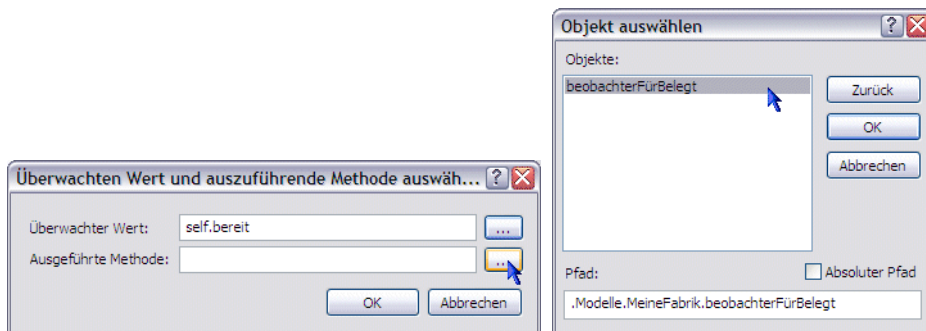 Überwachten Wert und auszuführende Methode auswäh...
Überwachter Wert:
self.bereit
...
Ausgeführte Methode:
...
OK
Abbrechen
Objekt auswählen
Objekte:
beobachterFürBelegt
Zurück
OK
Abbrechen
Pfad:
Absoluter Pfad
.Modelle.MeineFabrik.beobachterFürBelegt